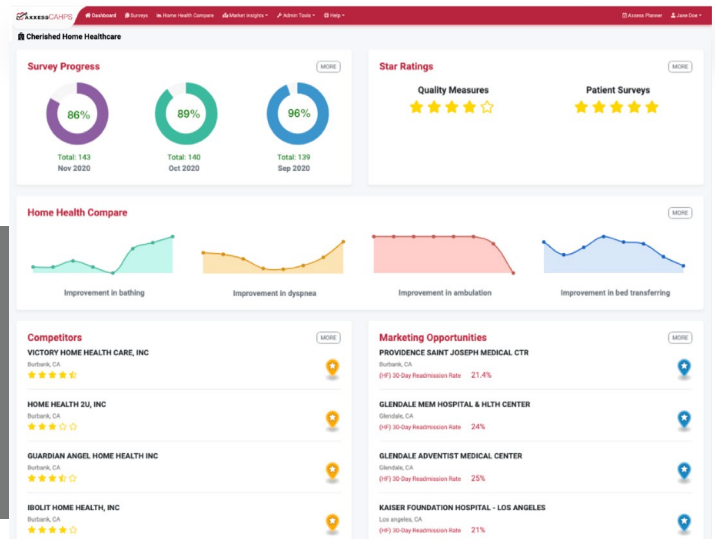 AXXESSCAHPS
Dashboard Surveys Home Health Compare Market Insights Admin Tools Help Axxess Planner Jane Doe
Cherished Home Healthcare
Survey Progress
MORE
86%
89%
96%
Total: 143
Total: 140
Total: 139
Nov 2020
Oct 2020
Sep 2020
Star Ratings
MORE
Quality Measures
Patient Surveys
Home Health Compare
MORE
Improvement in bathing
Improvement in dyspnea
Improvement in ambulation
Improvement in bed transferring
Competitors
MORE
VICTORY HOME HEALTH CARE, INC
Burbank, CA
HOME HEALTH 2U, INC
Burbank, CA
GUARDIAN ANGEL HOME HEALTH INC
Burbank, CA
IBOLIT HOME HEALTH, INC
Burbank, CA
Marketing Opportunities
MORE
PROVIDENCE SAINT JOSEPH MEDICAL CTR
Burbank, CA
(HF) 30-Day Readmission Rate 21.4%
GLENDALE MEM HOSPITAL & HLTH CENTER
Glendale, CA
(HF) 30-Day Readmission Rate 24%
GLENDALE ADVENTIST MEDICAL CENTER
Glendale, CA
(HF) 30-Day Readmission Rate 25%
KAISER FOUNDATION HOSPITAL - LOS ANGELES
Los angeles, CA
(HF) 30-Day Readmission Rate 21%